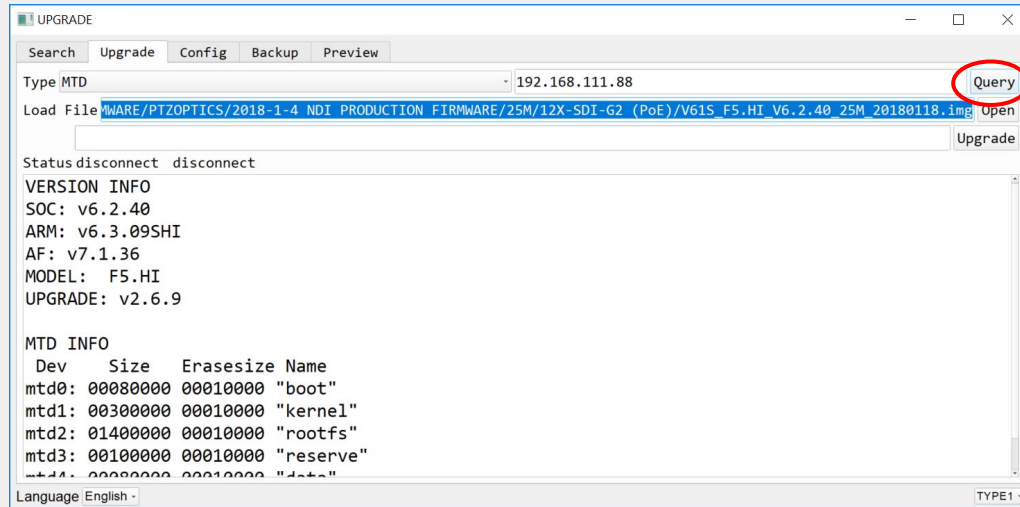 UPGRADE
Search Upgrade Config Backup Preview
Type MTD 192.168.111.88 Query
Load File MWARE/PTZOPTICS/2018-1-4 NDI PRODUCTION FIRMWARE/25M/12X-SDI-G2 (PoE)/V61S_F5.HI_V6.2.40_25M_20180118.img Open
Upgrade
Status disconnect disconnect
VERSION INFO
SOC: v6.2.40
ARM: v6.3.09SHI
AF: v7.1.36
MODEL: F5.HI
UPGRADE: v2.6.9
MTD INFO
Dev Size Erasesize Name
mtd0: 00080000 00010000 "boot"
mtd1: 00300000 00010000 "kernel"
mtd2: 01400000 00010000 "rootfs"
mtd3: 00100000 00010000 "reserve"
mtd4: 00080000 00010000 "data"
Language English TYPE1